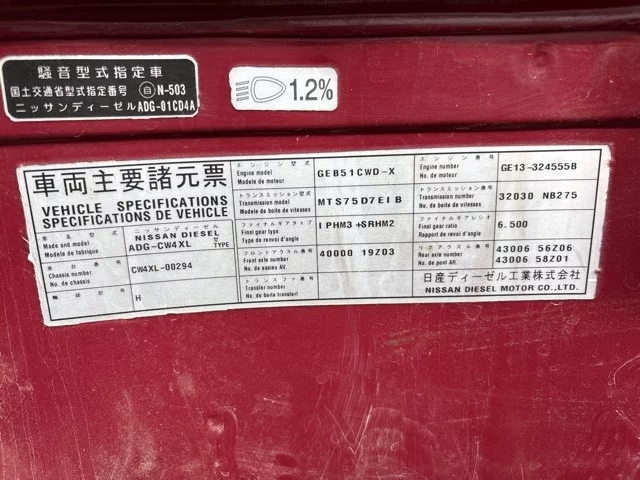 騒音型式指定車
国土交通省型式指定番号 自 N-503
ニッサンディーゼル ADG-01CD4A
1.2%
車両主要諸元票
VEHICLE SPECIFICATIONS
SPECIFICATIONS DE VEHICLE
車名型式
Make and model
Modele de fabrique
ニッサンディーゼル
NISSAN DIESEL
ADG-CW4XL 型 TYPE
車台番号
Chassis number
No. de chassis
CW4XL-00294
H
エンジン型式
Engine model
Modele de moteur
GEB51CWD-X
トランスミッション型式
Transmission model
Modele de boite de vitesses
MTS75D7EIB
ファイナルギアタイプ
Final gear type
Type de renvoi d'angle
IPHM3+SRHM2
フロントアクスル番号
Front axle number
No. de essieu AV.
40000 19Z03
トランスファ番号
Transfer number
No. de boite transfert
エンジン番号
Engine number
No. de moteur
GE13-324555B
トランスミッション番号
Transmission number
No. de boite de vitesses
32030 NB275
ファイナルギアレシオ
Final gear ratio
Rapport de renvoi d'angle
6.500
リアアクスル番号
Rear axle number
No. de pont AR.
43006 56Z06
43006 58Z01
日産ディーゼル工業株式会社
NISSAN DIESEL MOTOR CO.,LTD.